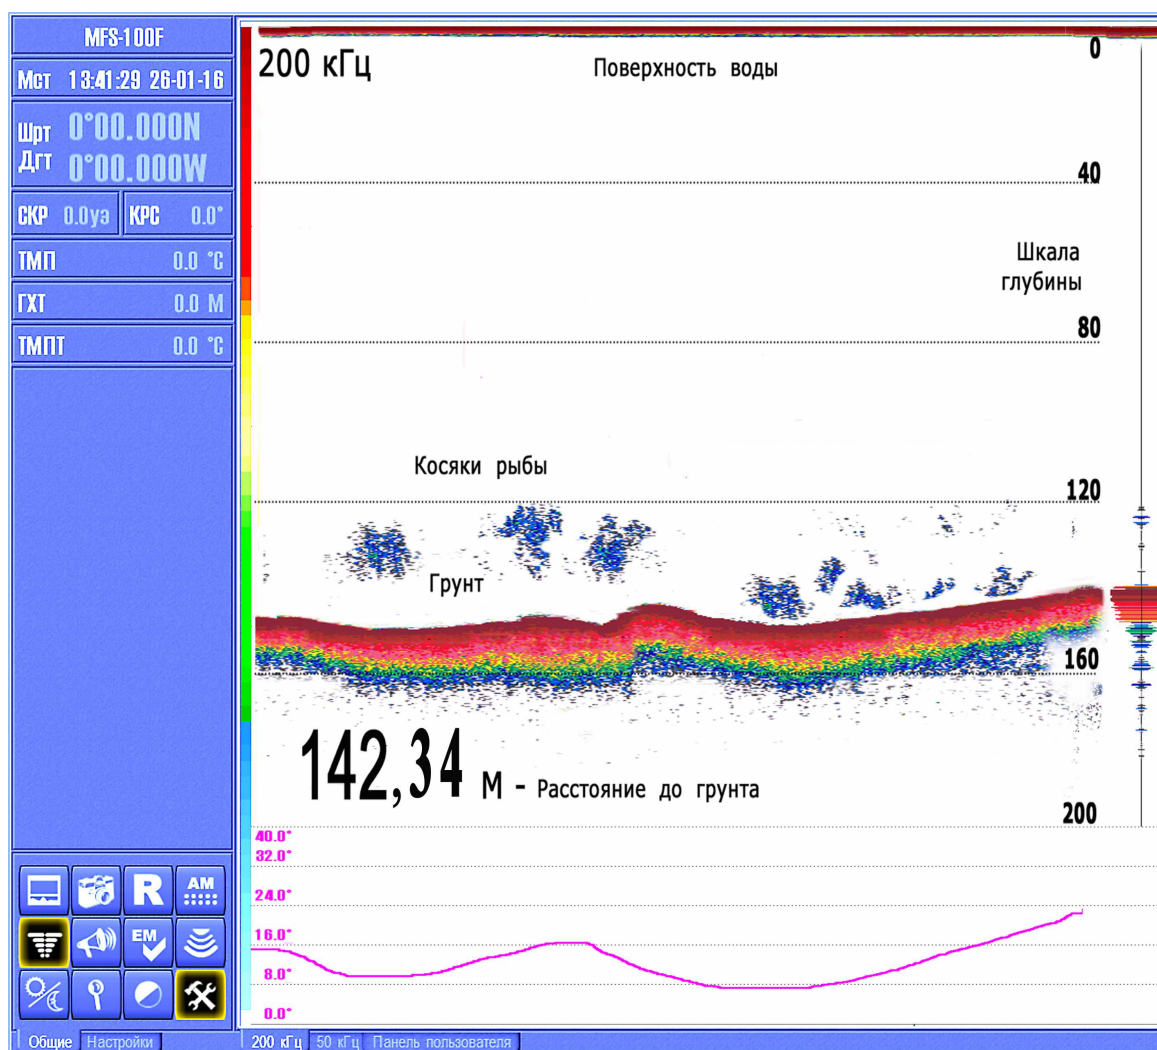 MFS-100F
Мст 13:41:29 26-01-16
Шрт 0°00.000N
Дгт 0°00.000W
СКР 0.0уэ КРС 0.0°
ТМП 0.0 °C
ГХТ 0.0 М
ТМПТ 0.0 °C
R
AM
EM
Общие Настройки
200 кГц
Поверхность воды
0
40
Шкала
глубины
80
Косяки рыбы
120
Грунт
160
142,34 М - Расстояние до грунта
200
40.0°
32.0°
24.0°
16.0°
8.0°
0.0°
200 кГц 50 кГц Панель пользователя